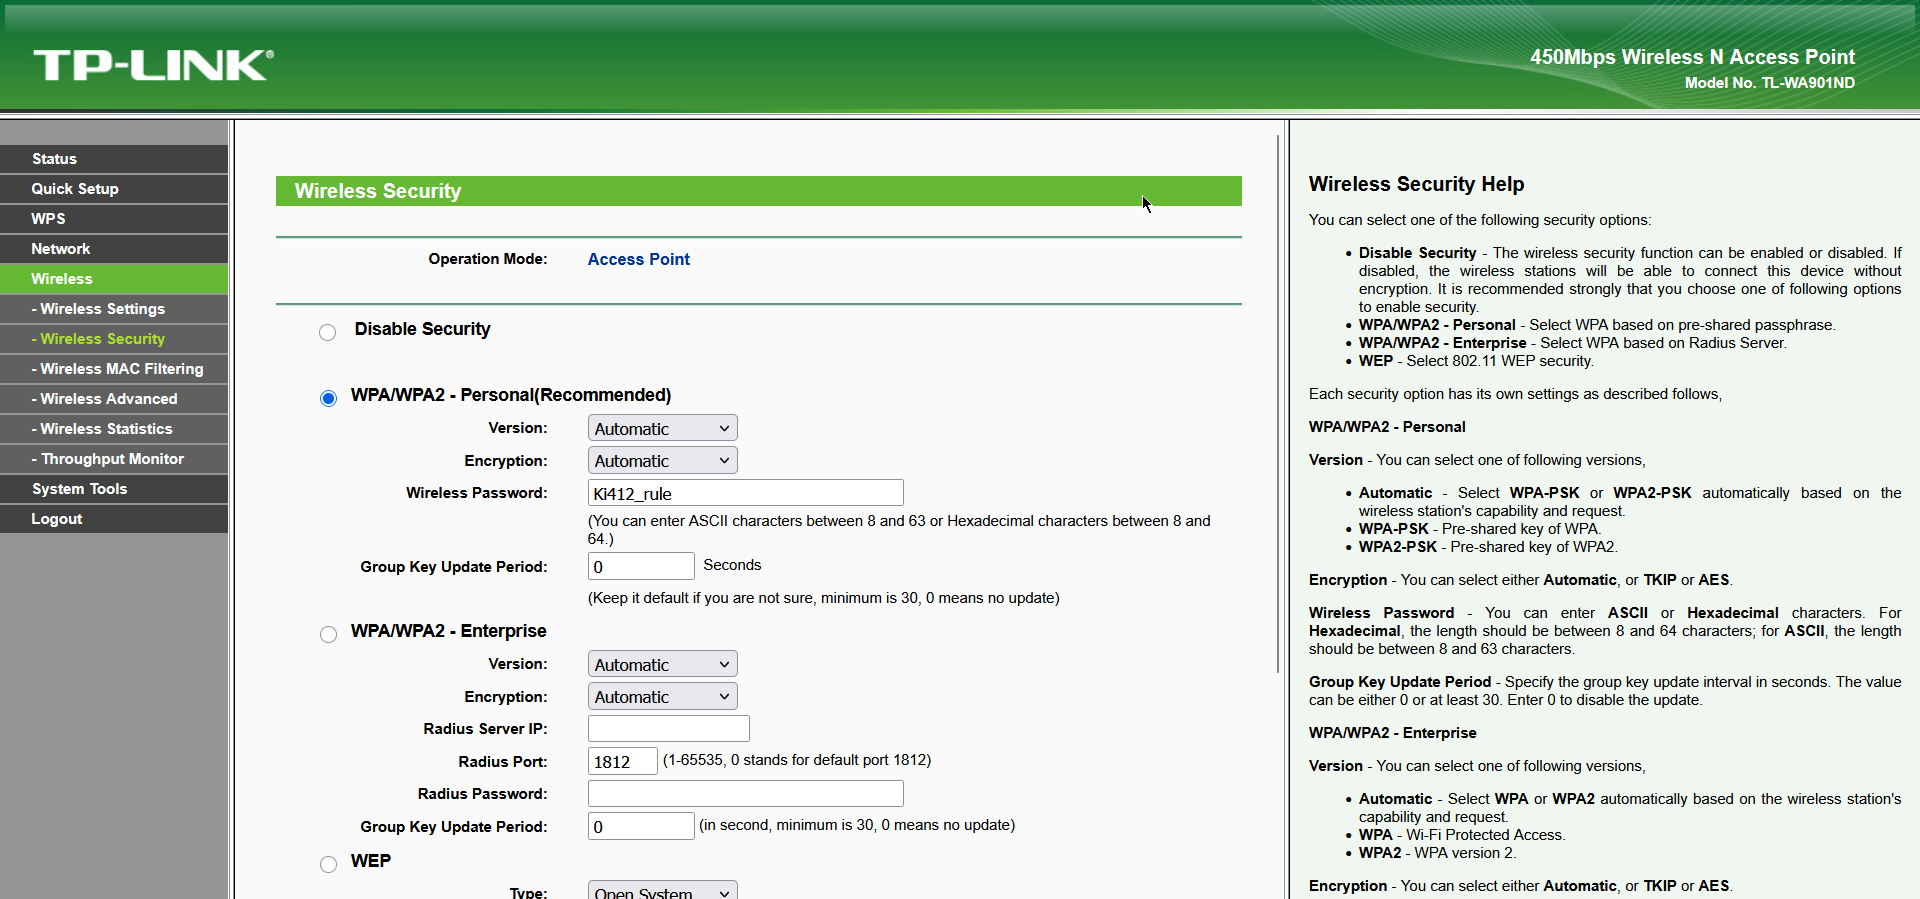 TP-LINK®
450Mbps Wireless N Access Point
Model No. TL-WA901ND
Status
Quick Setup
WPS
Network
Wireless
- Wireless Settings
- Wireless Security
- Wireless MAC Filtering
- Wireless Advanced
- Wireless Statistics
- Throughput Monitor
System Tools
Logout
Wireless Security
Operation Mode: Access Point
Disable Security
WPA/WPA2 - Personal(Recommended)
Version: Automatic
Encryption: Automatic
Wireless Password: Ki412_rule
(You can enter ASCII characters between 8 and 63 or Hexadecimal characters between 8 and
64.)
Group Key Update Period: 0 Seconds
(Keep it default if you are not sure, minimum is 30, 0 means no update)
WPA/WPA2 - Enterprise
Version: Automatic
Encryption: Automatic
Radius Server IP:
Radius Port: 1812 (1-65535, 0 stands for default port 1812)
Radius Password:
Group Key Update Period: 0 (in second, minimum is 30, 0 means no update)
WEP
Type: Open System
Wireless Security Help
You can select one of the following security options:
• Disable Security - The wireless security function can be enabled or disabled. If
disabled, the wireless stations will be able to connect this device without
encryption. It is recommended strongly that you choose one of following options
to enable security.
• WPA/WPA2 - Personal - Select WPA based on pre-shared passphrase.
• WPA/WPA2 - Enterprise - Select WPA based on Radius Server.
• WEP - Select 802.11 WEP security.
Each security option has its own settings as described follows,
WPA/WPA2 - Personal
Version - You can select one of following versions,
• Automatic - Select WPA-PSK or WPA2-PSK automatically based on the
wireless station's capability and request.
• WPA-PSK - Pre-shared key of WPA.
• WPA2-PSK - Pre-shared key of WPA2.
Encryption - You can select either Automatic, or TKIP or AES.
Wireless Password - You can enter ASCII or Hexadecimal characters. For
Hexadecimal, the length should be between 8 and 64 characters; for ASCII, the length
should be between 8 and 63 characters.
Group Key Update Period - Specify the group key update interval in seconds. The value
can be either 0 or at least 30. Enter 0 to disable the update.
WPA/WPA2 - Enterprise
Version - You can select one of following versions,
• Automatic - Select WPA or WPA2 automatically based on the wireless station's
capability and request.
• WPA - Wi-Fi Protected Access.
• WPA2 - WPA version 2.
Encryption - You can select either Automatic, or TKIP or AES.